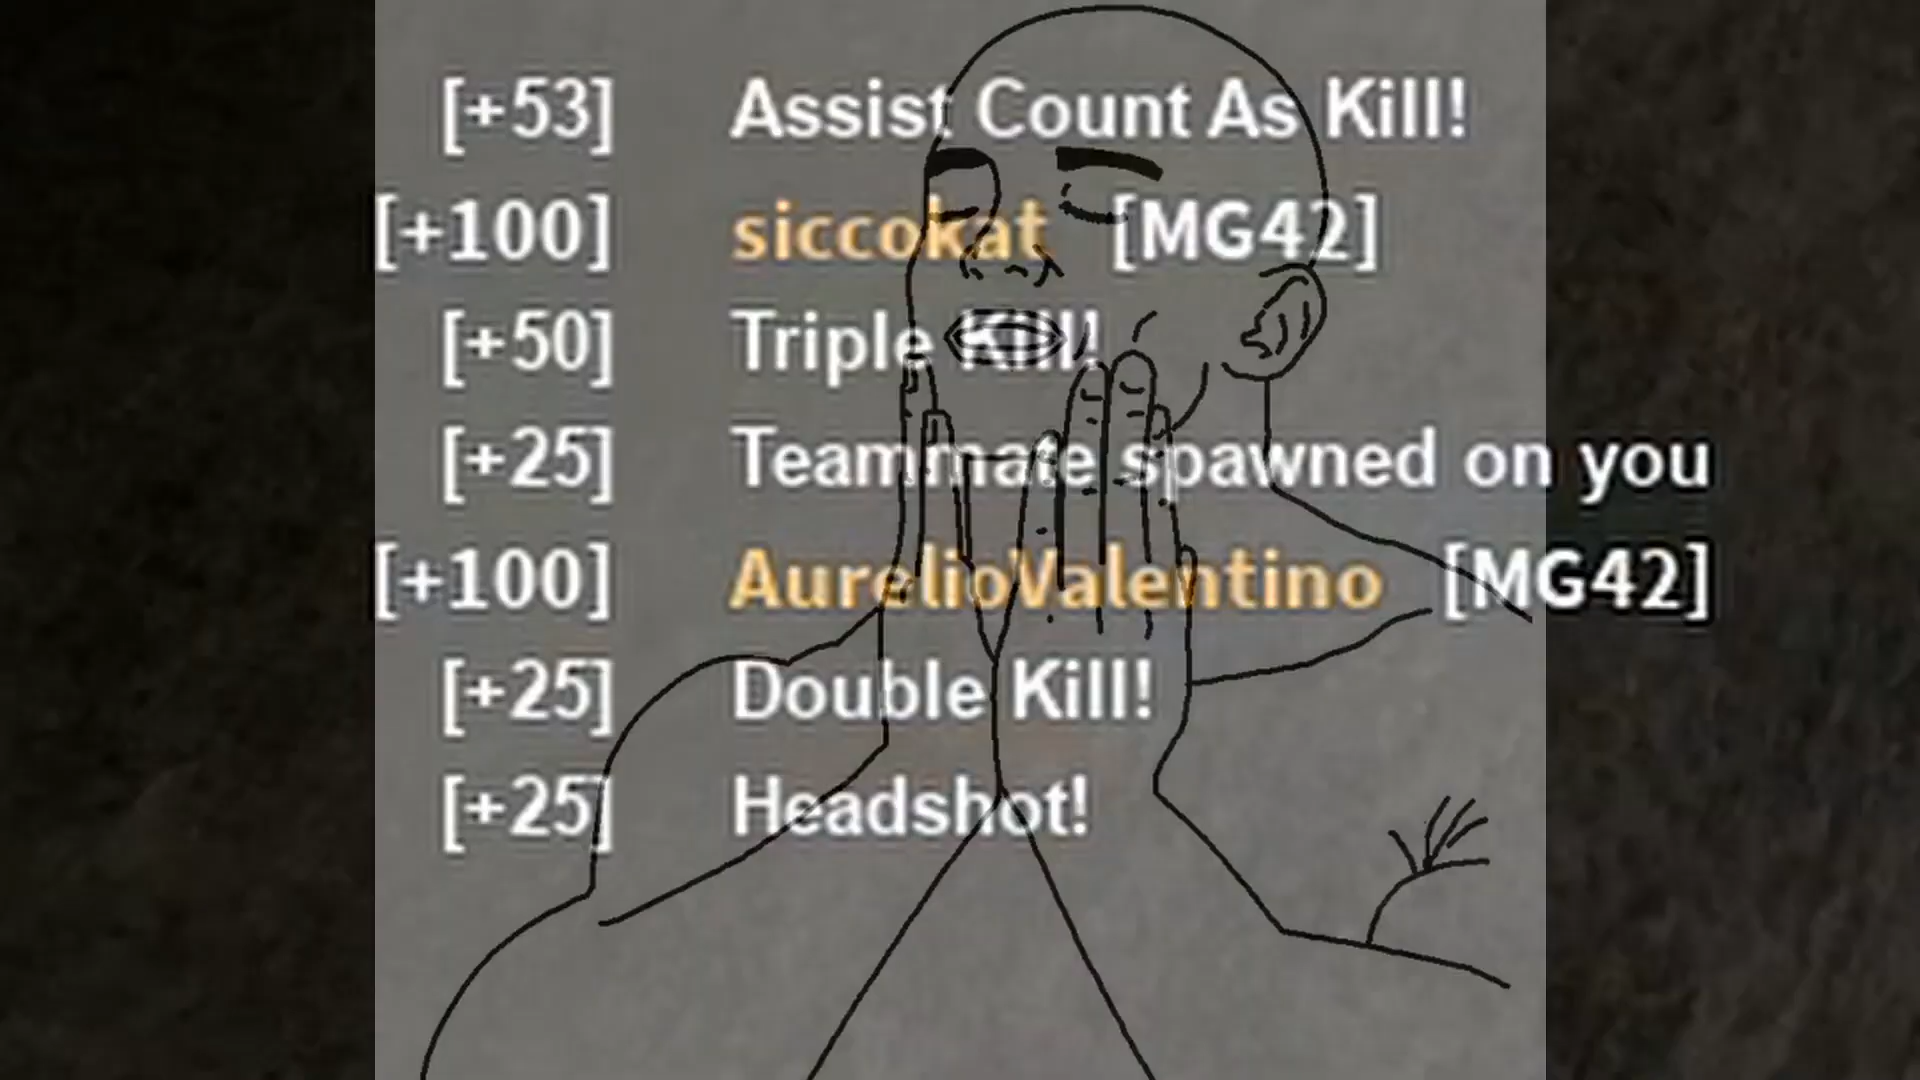 [+53] Assist Count As Kill!
[+100] siccokat [MG42]
[+50] Triple Kill!
[+25] Teammate spawned on you
[+100] AurelioValentino [MG42]
[+25] Double Kill!
[+25] Headshot!